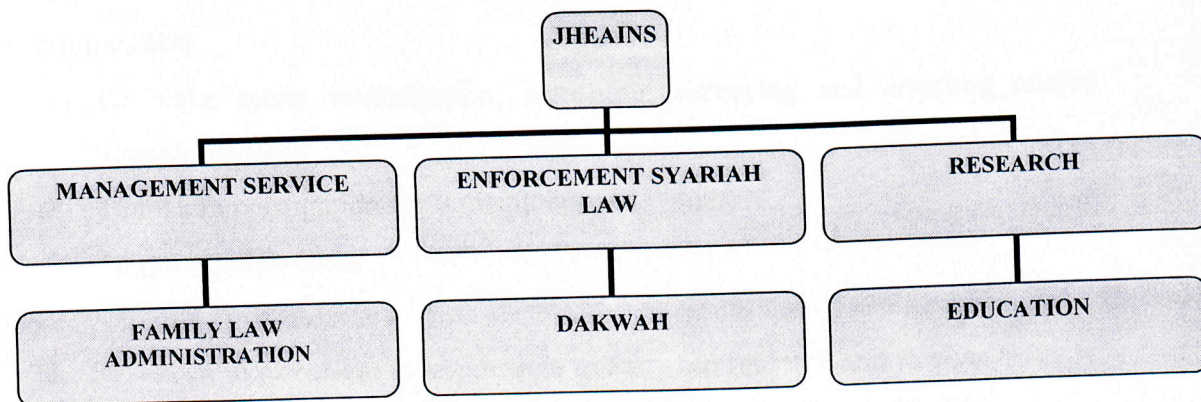 JHEAINS
MANAGEMENT SERVICE
ENFORCEMENT SYARIAH
LAW
RESEARCH
FAMILY LAW
ADMINISTRATION
DAKWAH
EDUCATION